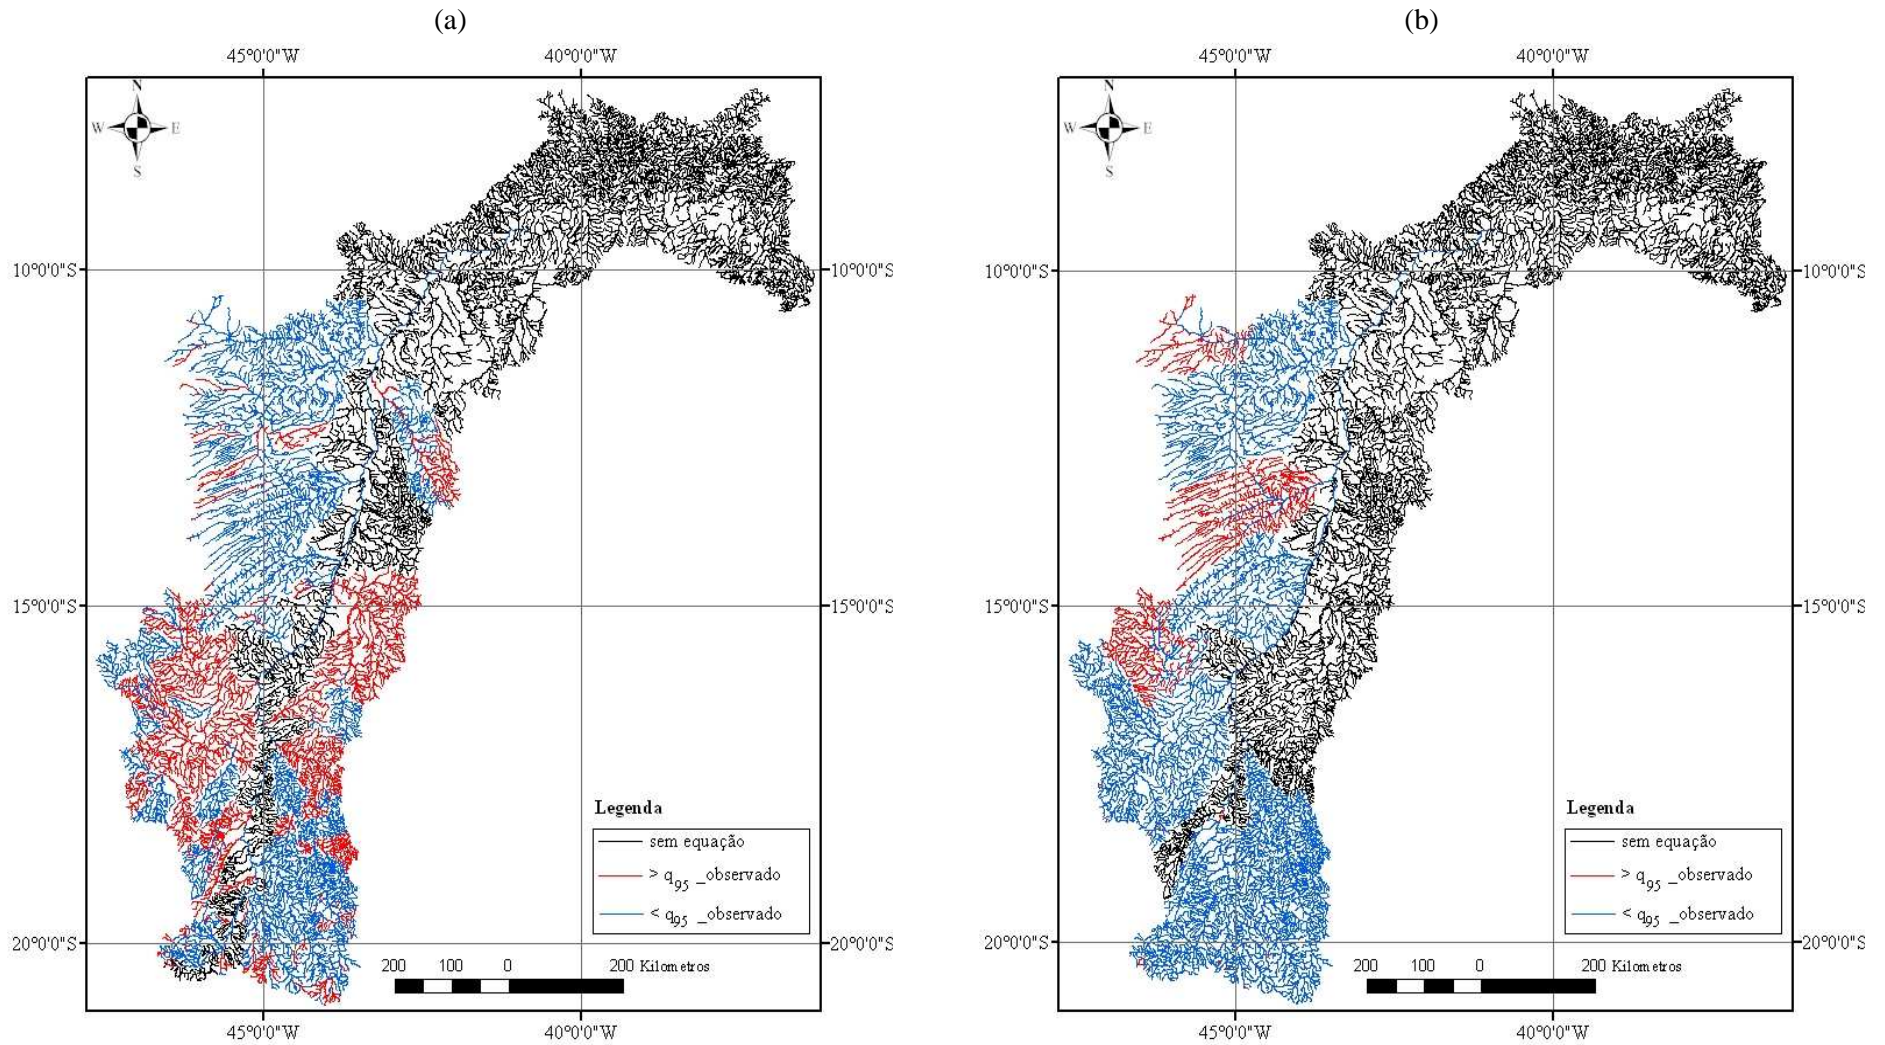 (a)
45°0'0"W 40°0'0"W
N
W E
S
10°0'0"S 10°0'0"S
15°0'0"S 15°0'0"S
Legenda
sem equação
> q95 _observado
< q95 _observado
20°0'0"S 20°0'0"S
200 100 0 200 Kilometros
45°0'0"W 40°0'0"W
(b)
45°0'0"W 40°0'0"W
N
W E
S
10°0'0"S 10°0'0"S
15°0'0"S 15°0'0"S
Legenda
sem equação
> q95 _observado
< q95 _observado
20°0'0"S 20°0'0"S
200 100 0 200 Kilometros
45°0'0"W 40°0'0"W